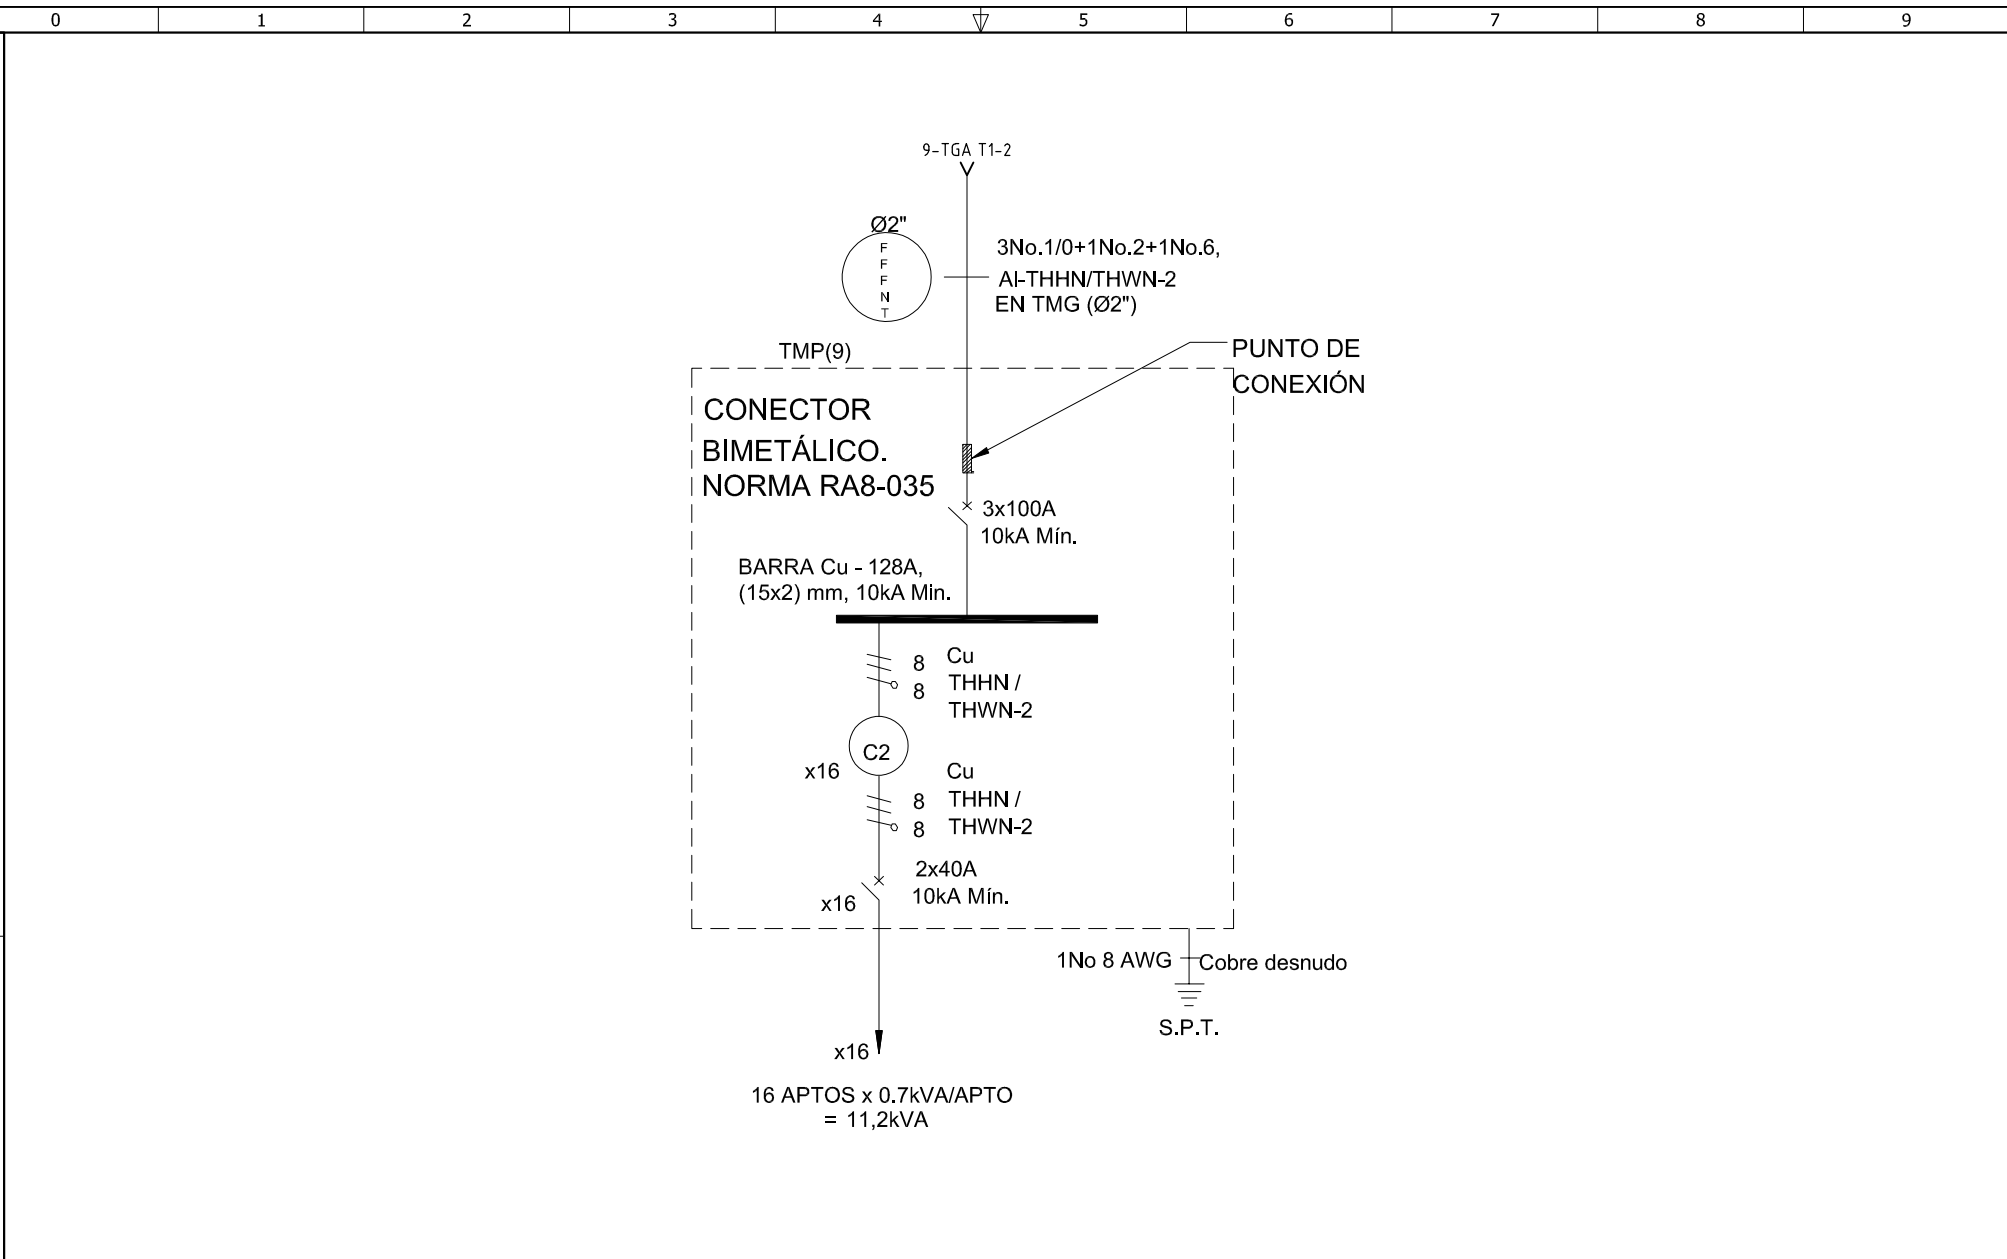 0 1 2 3 4 5 6 7 8 9
9-TGA T1-2
Ø2"
F
F
F
N
T
3No.1/0+1No.2+1No.6,
Al-THHN/THWN-2
EN TMG (Ø2")
TMP(9)
PUNTO DE
CONEXIÓN
CONECTOR
BIMETÁLICO.
NORMA RA8-035
3x100A
10kA Mín.
BARRA Cu - 128A,
(15x2) mm, 10kA Min.
8 Cu
8 THHN /
THWN-2
C2
x16
8 Cu
8 THHN /
THWN-2
2x40A
10kA Mín.
x16
1No 8 AWG Cobre desnudo
S.P.T.
x16
16 APTOS x 0.7kVA/APTO
= 11,2kVA